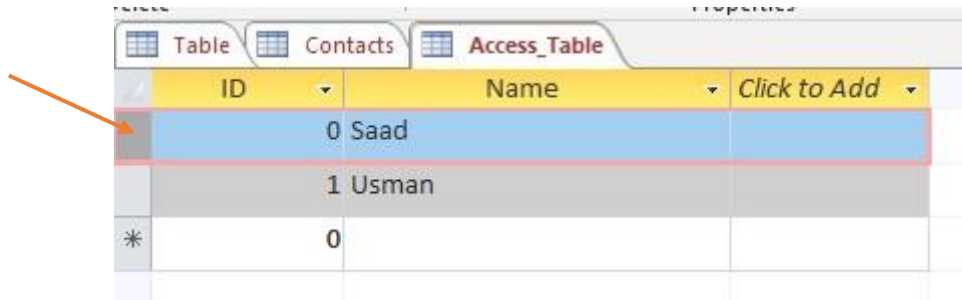 Table Contacts Access_Table
ID Name Click to Add
0 Saad
1 Usman
* 0